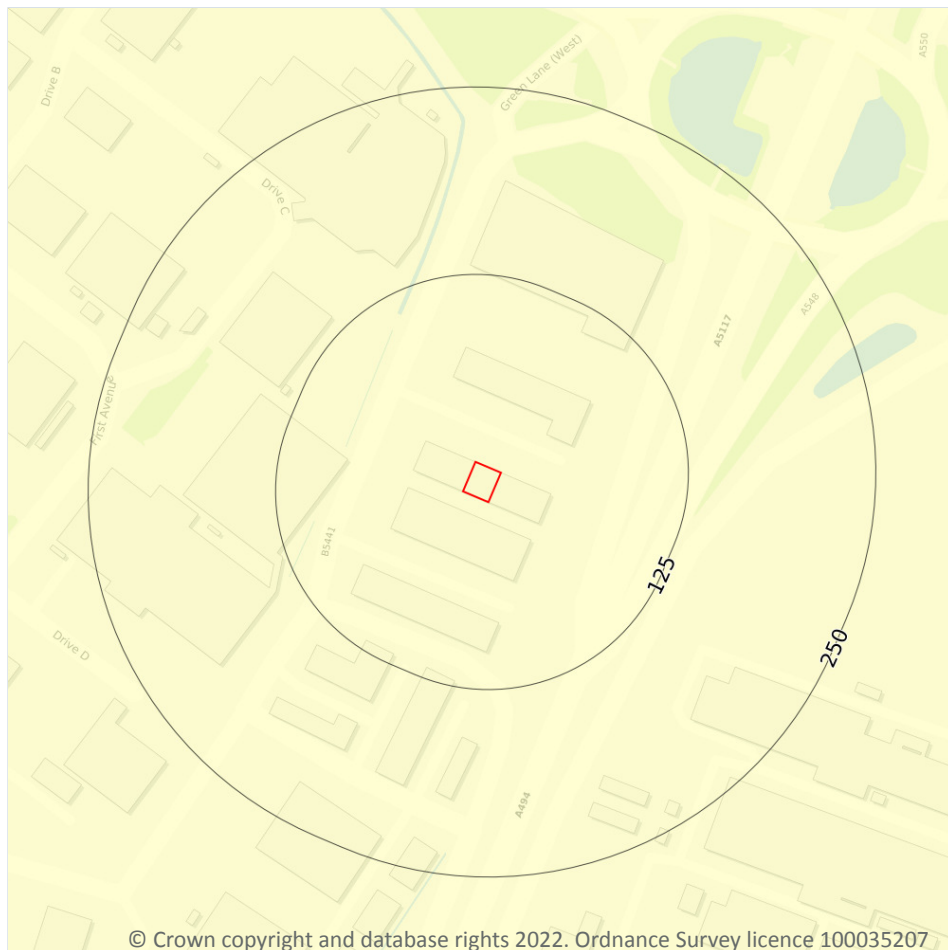 Green Lane (West)
A550
Drive B
Drive C
A548
A5117
First Avenue
B5441
125
250
Drive D
A494
© Crown copyright and database rights 2022. Ordnance Survey licence 100035207